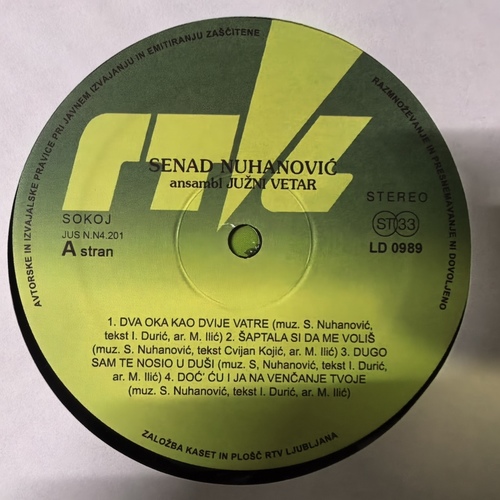 AVTORSKE IN IZVAJALSKE PRAVICE PRI JAVNEM IZVAJANJU IN EMITIRANJU ZAŠČITENE
RAZMNOŽEVANJE IN PRESNEMAVANJE NI DOVOLJENO
rtl
SENAD NUHANOVIĆ
ansambl JUŽNI VETAR
SOKOJ
JUS N.N4.201
A stran
STEREO
ST 33
LD 0989
1. DVA OKA KAO DVIJE VATRE (muz. S. Nuhanović,
tekst I. Durić, ar. M. Ilić) 2. ŠAPTALA SI DA ME VOLIŠ
(muz. S. Nuhanović, tekst Cvijan Kojić, ar. M. Ilić) 3. DUGO
SAM TE NOSIO U DUŠI (muz. S, Nuhanović, tekst I. Durić,
ar. M. Ilić) 4. DOĆ' ĆU I JA NA VENČANJE TVOJE
(muz. S. Nuhanović, tekst I. Durić, ar. M. Ilić)
ZALOŽBA KASET IN PLOŠČ RTV LJUBLJANA